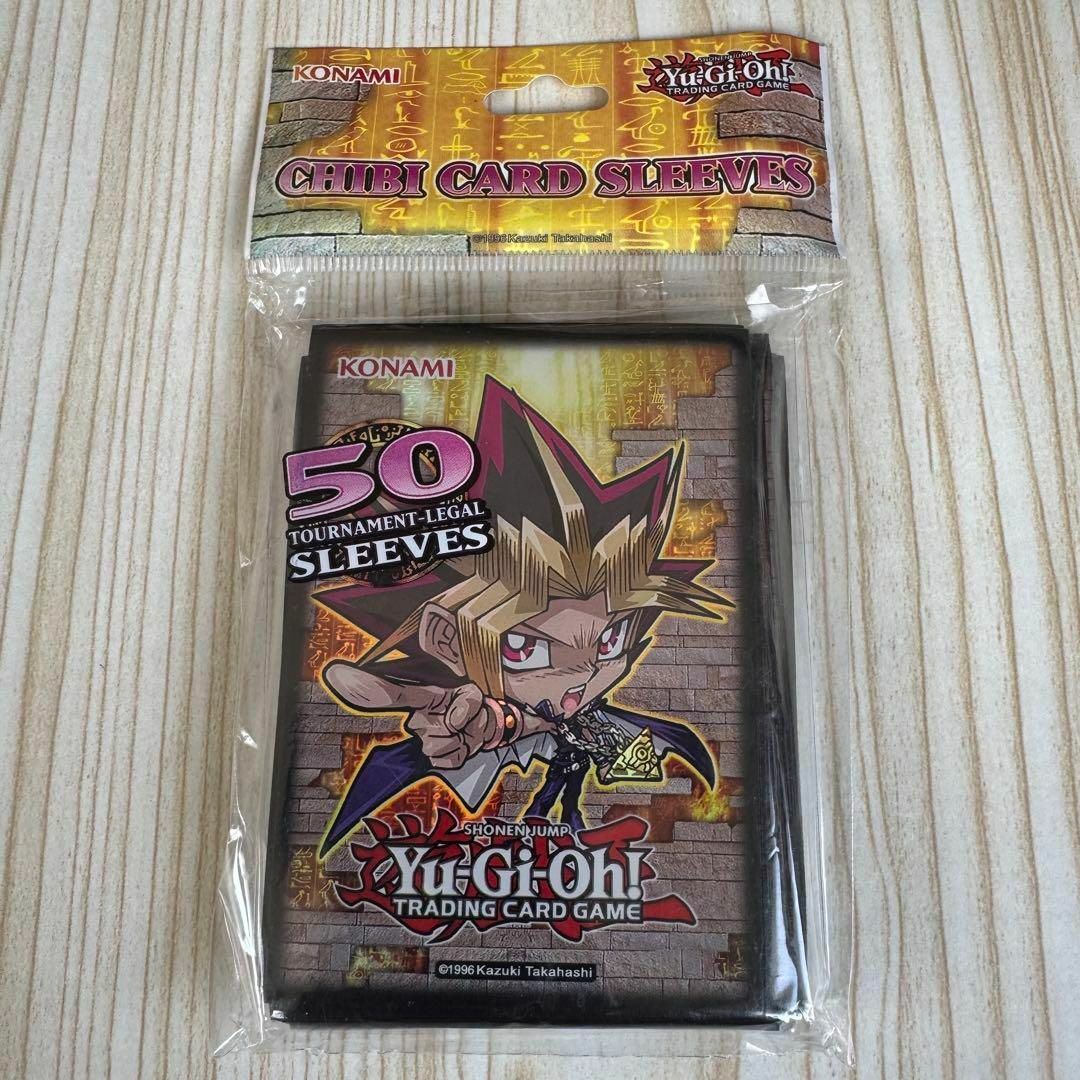 KONAMI
SHONEN JUMP
Yu-Gi-Oh!
TRADING CARD GAME
CHIBI CARD SLEEVES
©1996 Kazuki Takahashi
KONAMI
50
TOURNAMENT-LEGAL
SLEEVES
SHONEN JUMP
Yu-Gi-Oh!
TRADING CARD GAME
©1996 Kazuki Takahashi